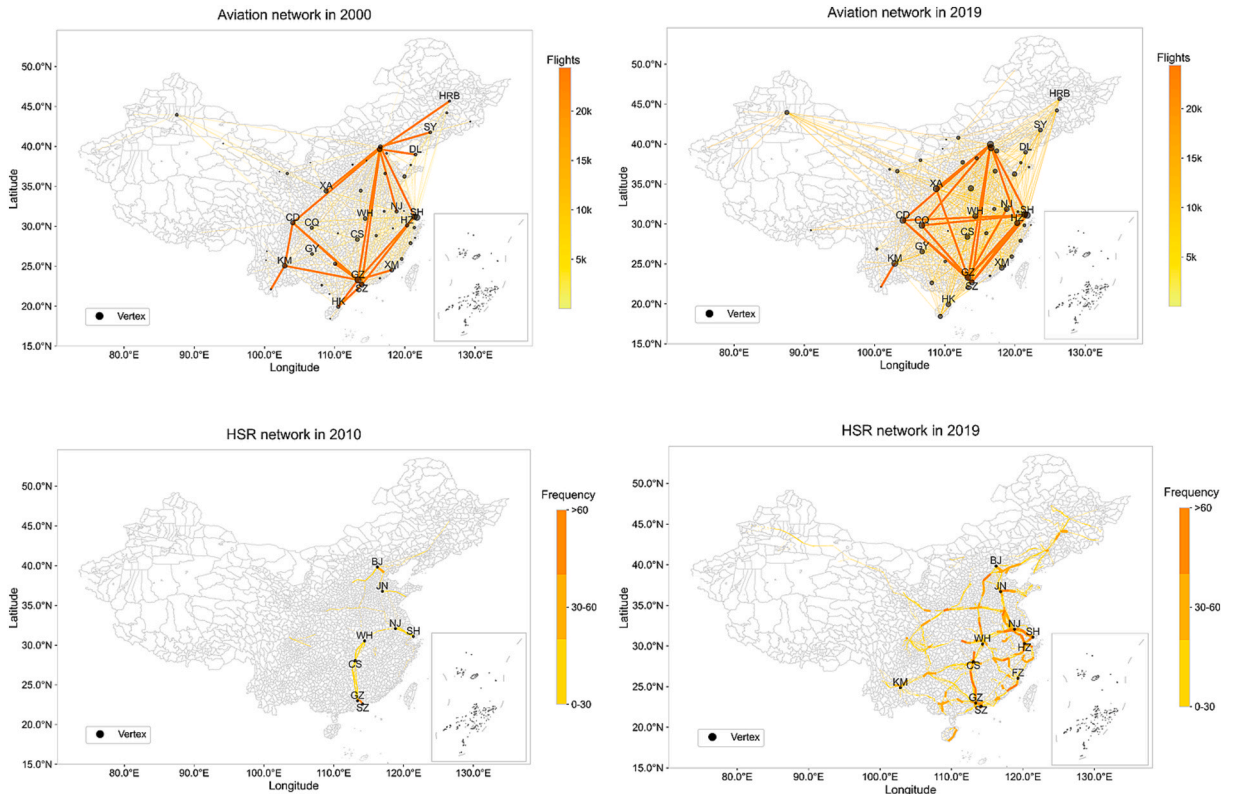 Aviation network in 2000
Flights
50.0°N
45.0°N
40.0°N
35.0°N
30.0°N
25.0°N
20.0°N
15.0°N
Latitude
80.0°E 90.0°E 100.0°E 110.0°E 120.0°E 130.0°E
Longitude
20k
15k
10k
5k
HRB
SY
DL
XA
CD
CQ
WH
NJ
SH
HZ
CS
GY
KM
GZ
XM
SZ
HK
Vertex
Aviation network in 2019
Flights
50.0°N
45.0°N
40.0°N
35.0°N
30.0°N
25.0°N
20.0°N
15.0°N
Latitude
80.0°E 90.0°E 100.0°E 110.0°E 120.0°E 130.0°E
Longitude
20k
15k
10k
5k
HRB
SY
DL
XA
CD
CQ
WH
NJ
SH
HZ
CS
GY
KM
GZ
XM
SZ
HK
Vertex
HSR network in 2010
Frequency
50.0°N
45.0°N
40.0°N
35.0°N
30.0°N
25.0°N
20.0°N
15.0°N
Latitude
80.0°E 90.0°E 100.0°E 110.0°E 120.0°E 130.0°E
Longitude
>60
30-60
0-30
BJ
JN
NJ
SH
WH
CS
GZ
SZ
Vertex
HSR network in 2019
Frequency
50.0°N
45.0°N
40.0°N
35.0°N
30.0°N
25.0°N
20.0°N
15.0°N
Latitude
80.0°E 90.0°E 100.0°E 110.0°E 120.0°E 130.0°E
Longitude
>60
30-60
0-30
BJ
JN
NJ
SH
WH
HZ
CS
FZ
KM
GZ
SZ
Vertex